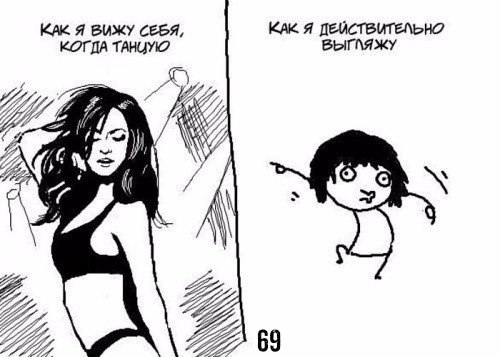 Как я вижу себя,
когда танцую
Как я действительно
выгляжу
69